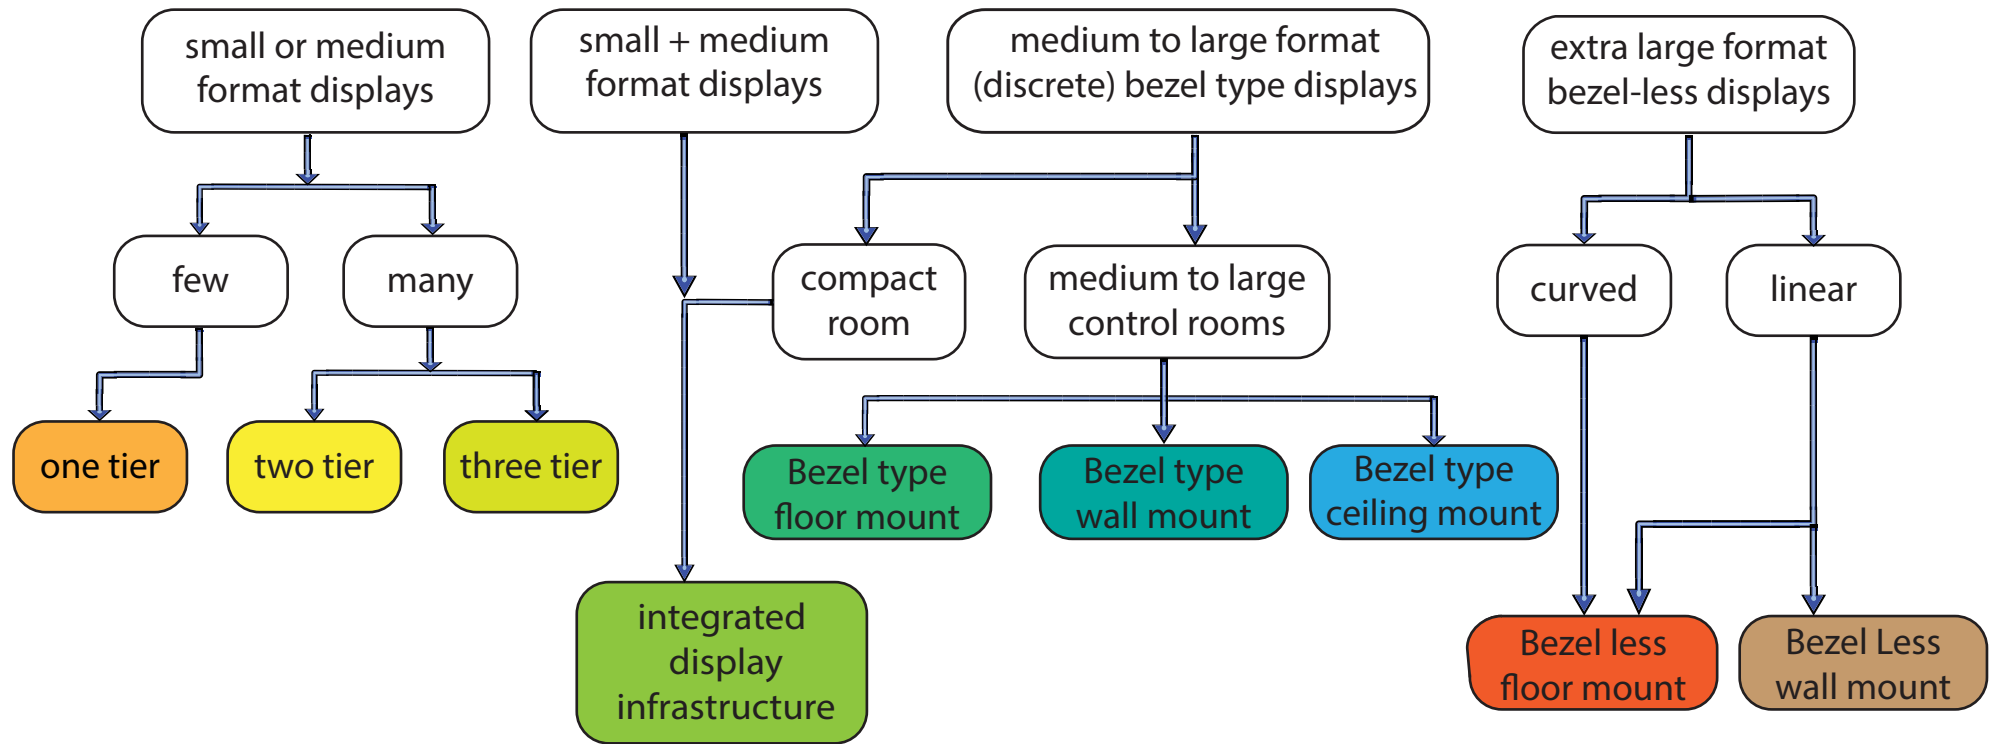 small or medium
format displays
small + medium
format displays
medium to large format
(discrete) bezel type displays
extra large format
bezel-less displays
few
many
compact
room
medium to large
control rooms
curved
linear
one tier
two tier
three tier
Bezel type
floor mount
Bezel type
wall mount
Bezel type
ceiling mount
integrated
display
infrastructure
Bezel less
floor mount
Bezel Less
wall mount